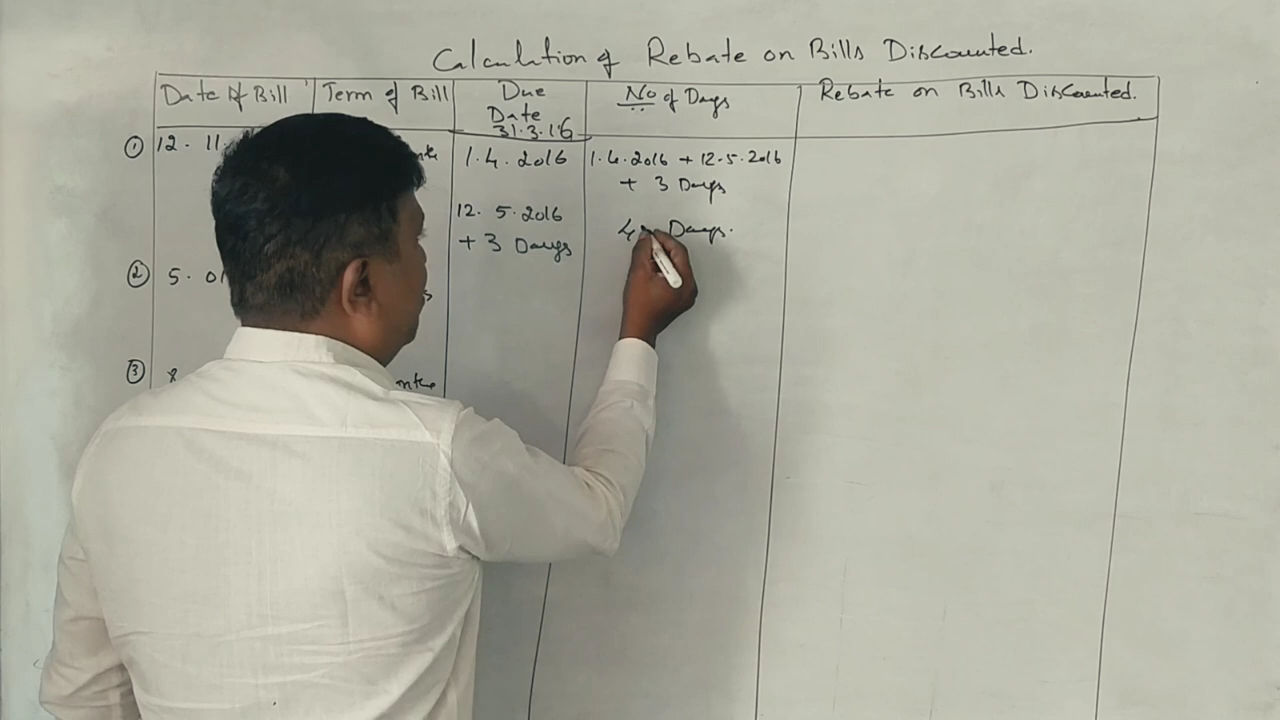 Calculation of Rebate on Bills Discounted.
Date of Bill Term of Bill Due Date 31.3.16 No of Days Rebate on Bills Discounted.
① 12. 11. 1.4.2016 1.4.2016 + 12.5.2016
+ 3 Days
12. 5.2016
+ 3 Days Days.
② 5. 01
③